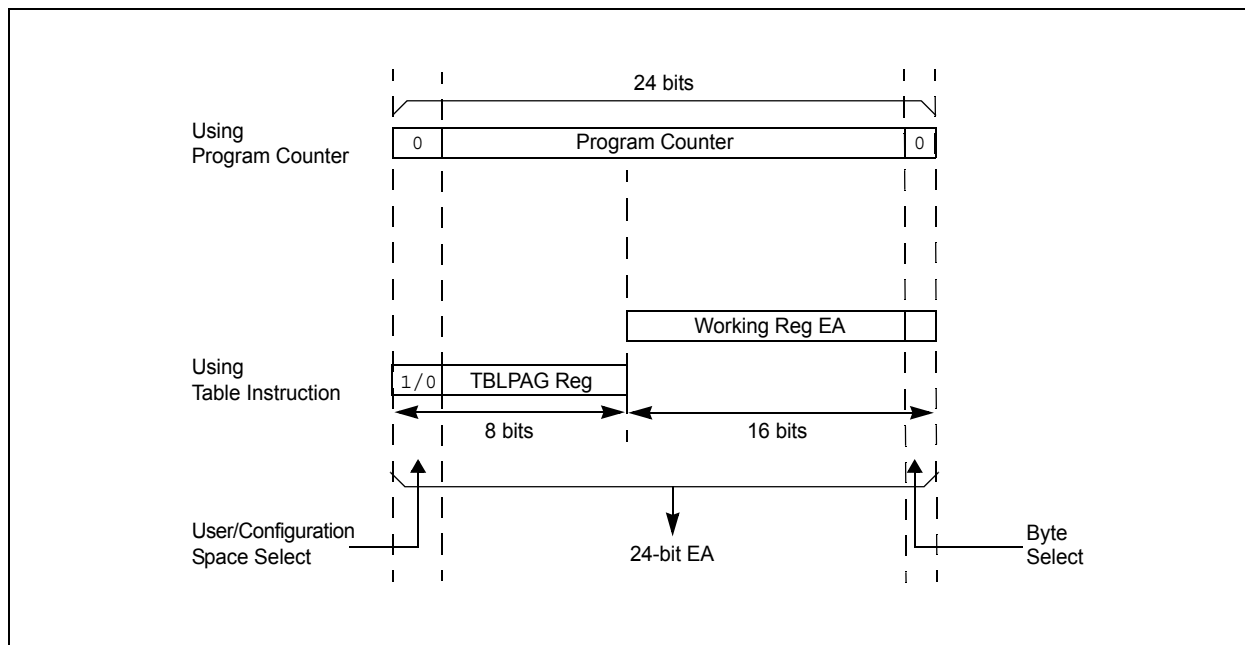 24 bits
Using
Program Counter
0
Program Counter
0
Working Reg EA
Using
Table Instruction
1/0
TBLPAG Reg
8 bits
16 bits
User/Configuration
Space Select
24-bit EA
Byte
Select